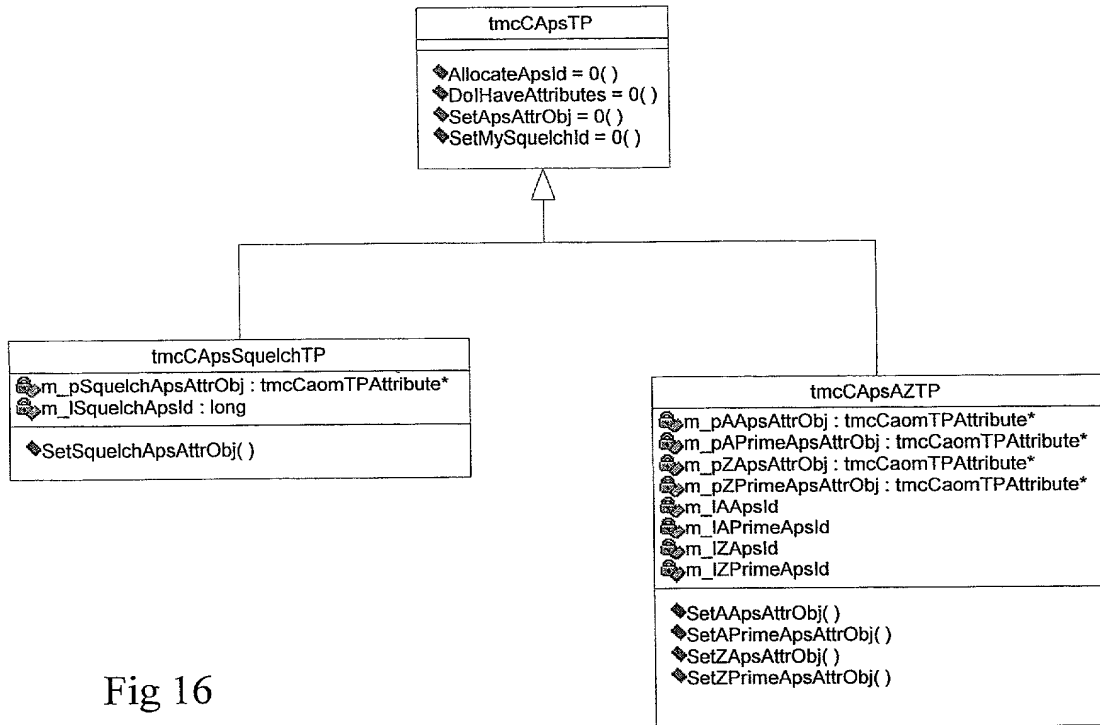 tmcCApsTP
AllocateApsId = 0( )
DoIHaveAttributes = 0( )
SetApsAttrObj = 0( )
SetMySquelchId = 0( )
tmcCApsSquelchTP
m_pSquelchApsAttrObj : tmcCaomTPAttribute*
m_lSquelchApsId : long
SetSquelchApsAttrObj( )
tmcCApsAZTP
m_pAApsAttrObj : tmcCaomTPAttribute*
m_pAPrimeApsAttrObj : tmcCaomTPAttribute*
m_pZApsAttrObj : tmcCaomTPAttribute*
m_pZPrimeApsAttrObj : tmcCaomTPAttribute*
m_lAApsId
m_lAPrimeApsId
m_lZApsId
m_lZPrimeApsId
SetAApsAttrObj( )
SetAPrimeApsAttrObj( )
SetZApsAttrObj( )
SetZPrimeApsAttrObj( )
Fig 16